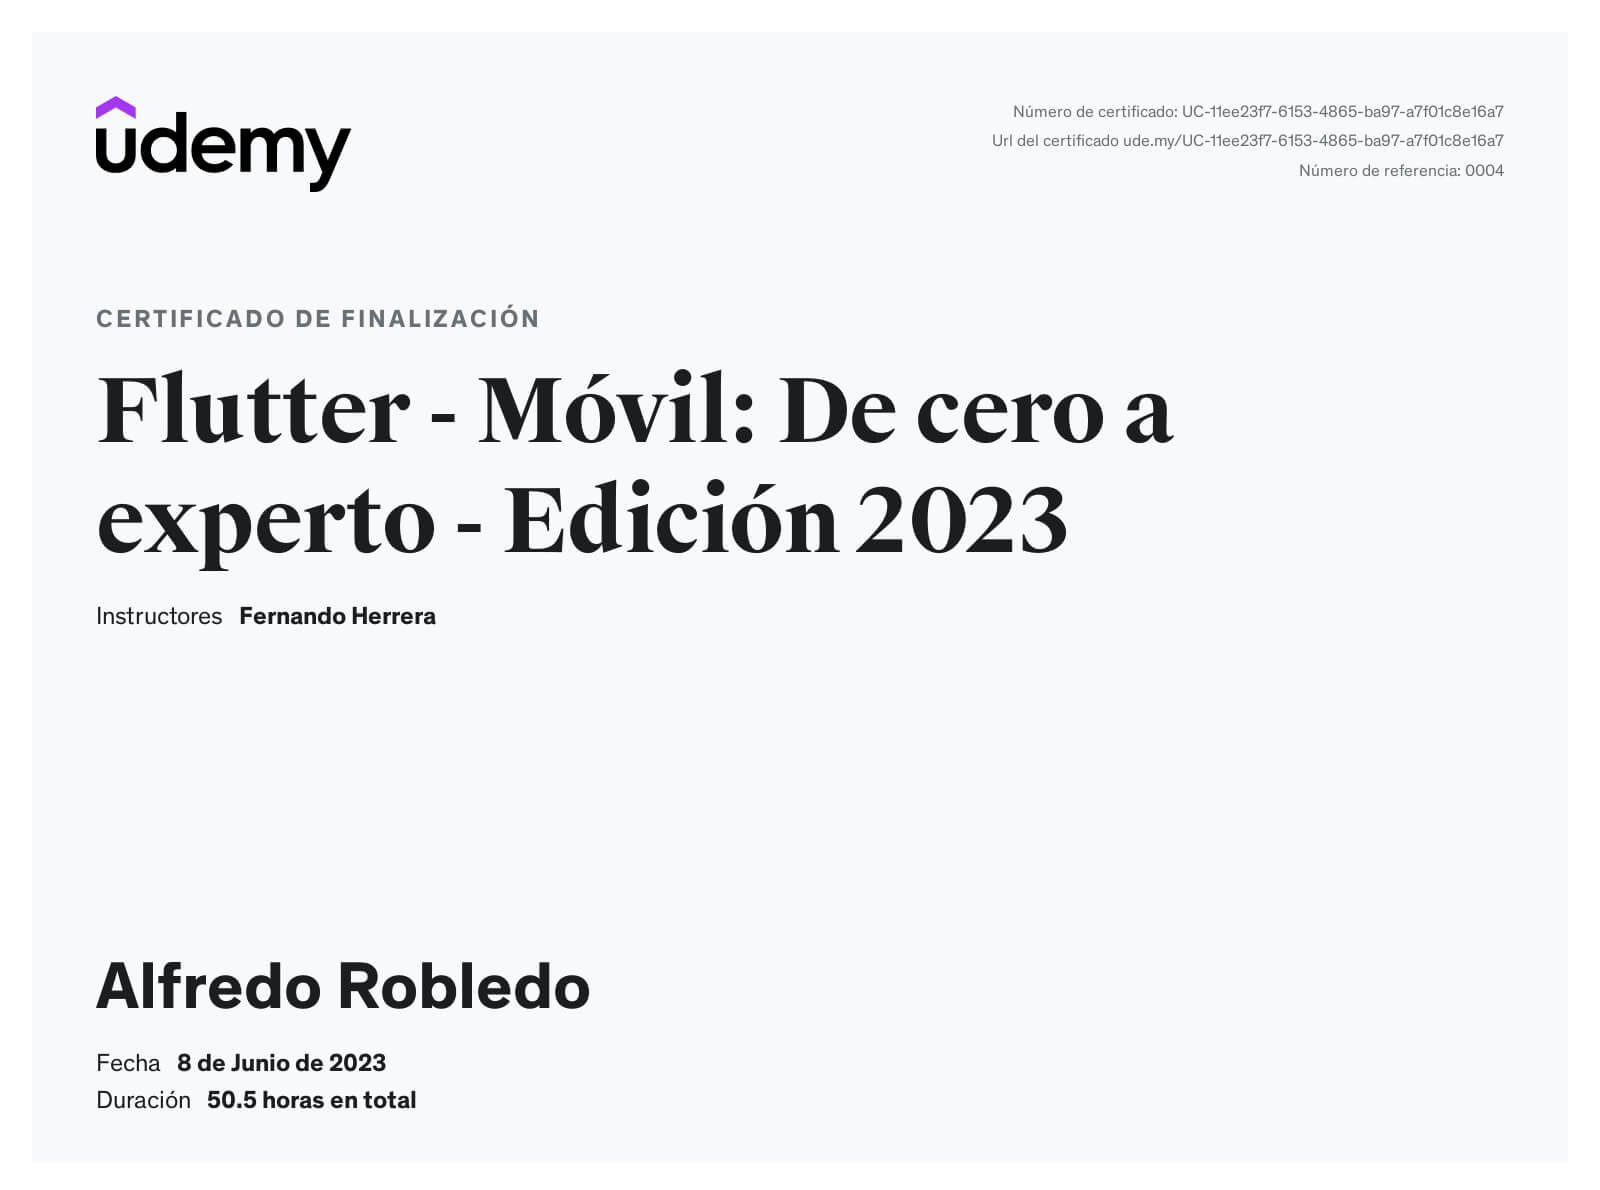 udemy
Número de certificado: UC-11ee23f7-6153-4865-ba97-a7f01c8e16a7
Url del certificado ude.my/UC-11ee23f7-6153-4865-ba97-a7f01c8e16a7
Número de referencia: 0004
CERTIFICADO DE FINALIZACIÓN
Flutter - Móvil: De cero a
experto - Edición 2023
Instructores Fernando Herrera
Alfredo Robledo
Fecha 8 de Junio de 2023
Duración 50.5 horas en total